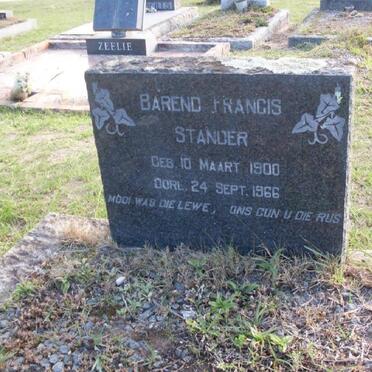 ZEELIE
BAREND FRANCIS
STANDER
GEB. 10 MAART 1900
OORL. 24 SEPT. 1966
MOOI WAS DIE LEWE, ONS GUN U DIE RUS